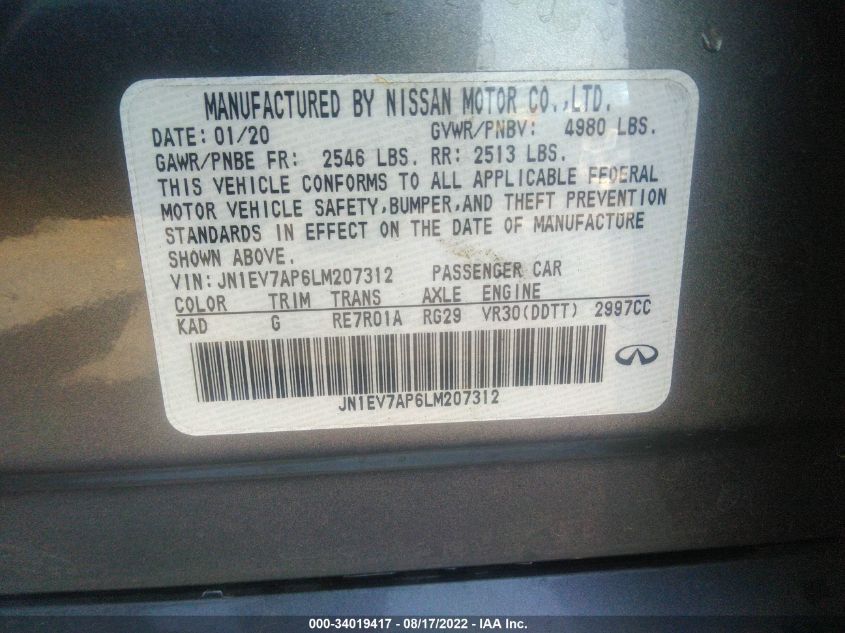 MANUFACTURED BY NISSAN MOTOR CO.,LTD.
DATE: 01/20 GVWR/PNBV: 4980 LBS.
GAWR/PNBE FR: 2546 LBS. RR: 2513 LBS.
THIS VEHICLE CONFORMS TO ALL APPLICABLE FEDERAL
MOTOR VEHICLE SAFETY,BUMPER,AND THEFT PREVENTION
STANDARDS IN EFFECT ON THE DATE OF MANUFACTURE
SHOWN ABOVE.
VIN: JN1EV7AP6LM207312 PASSENGER CAR
COLOR TRIM TRANS AXLE ENGINE
KAD G RE7R01A RG29 VR30(DDTT) 2997CC
JN1EV7AP6LM207312
000-34019417 - 08/17/2022 - IAA Inc.